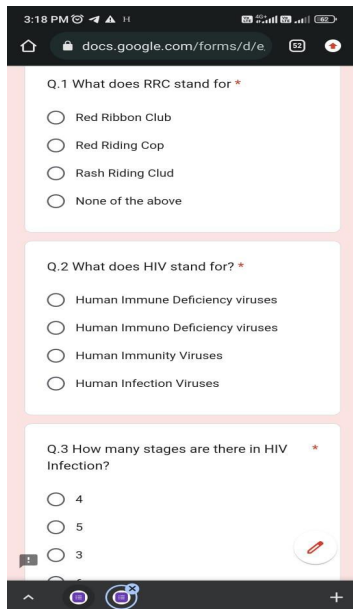 3:18 PM H 4G+ 62
docs.google.com/forms/d/e 52
Q.1 What does RRC stand for *
Red Ribbon Club
Red Riding Cop
Rash Riding Clud
None of the above
Q.2 What does HIV stand for? *
Human Immune Deficiency viruses
Human Immuno Deficiency viruses
Human Immunity Viruses
Human Infection Viruses
Q.3 How many stages are there in HIV *
Infection?
4
5
3